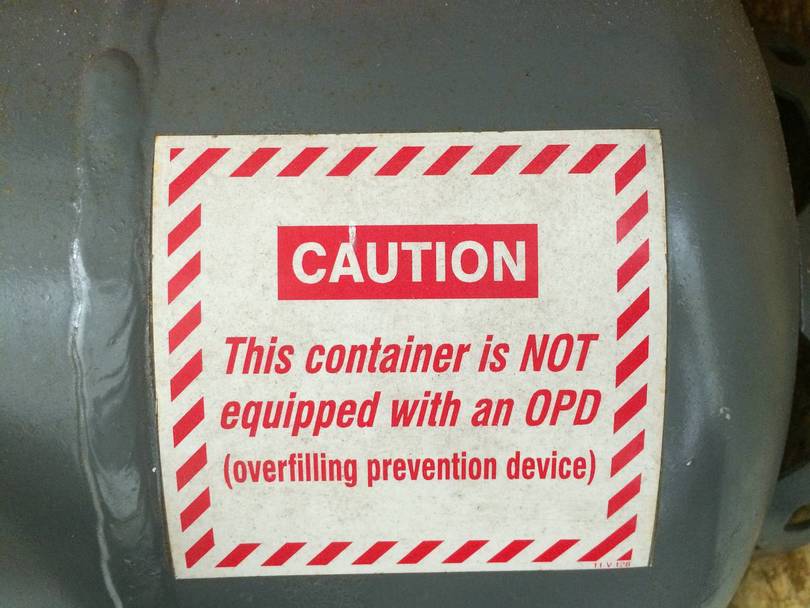 CAUTION
This container is NOT
equipped with an OPD
(overfilling prevention device)